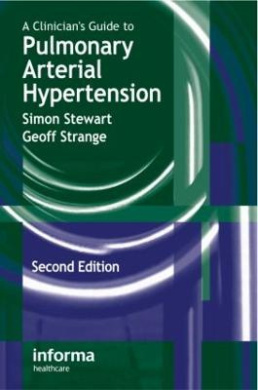 A Clinician's Guide to
Pulmonary
Arterial
Hypertension
Simon Stewart
Geoff Strange
Second Edition
informa
healthcare